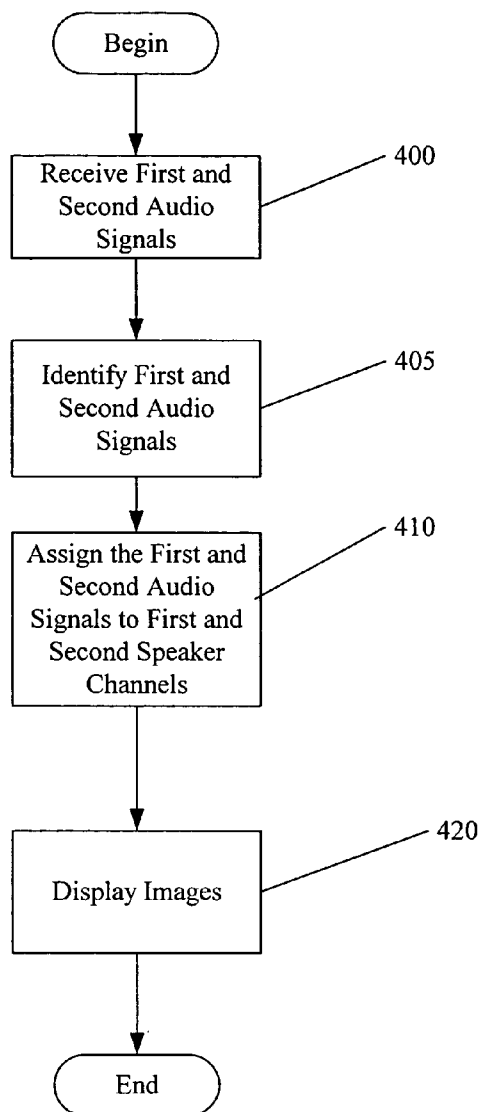 Begin
Receive First and
Second Audio
Signals
400
Identify First and
Second Audio
Signals
405
Assign the First and
Second Audio
Signals to First and
Second Speaker
Channels
410
Display Images
420
End